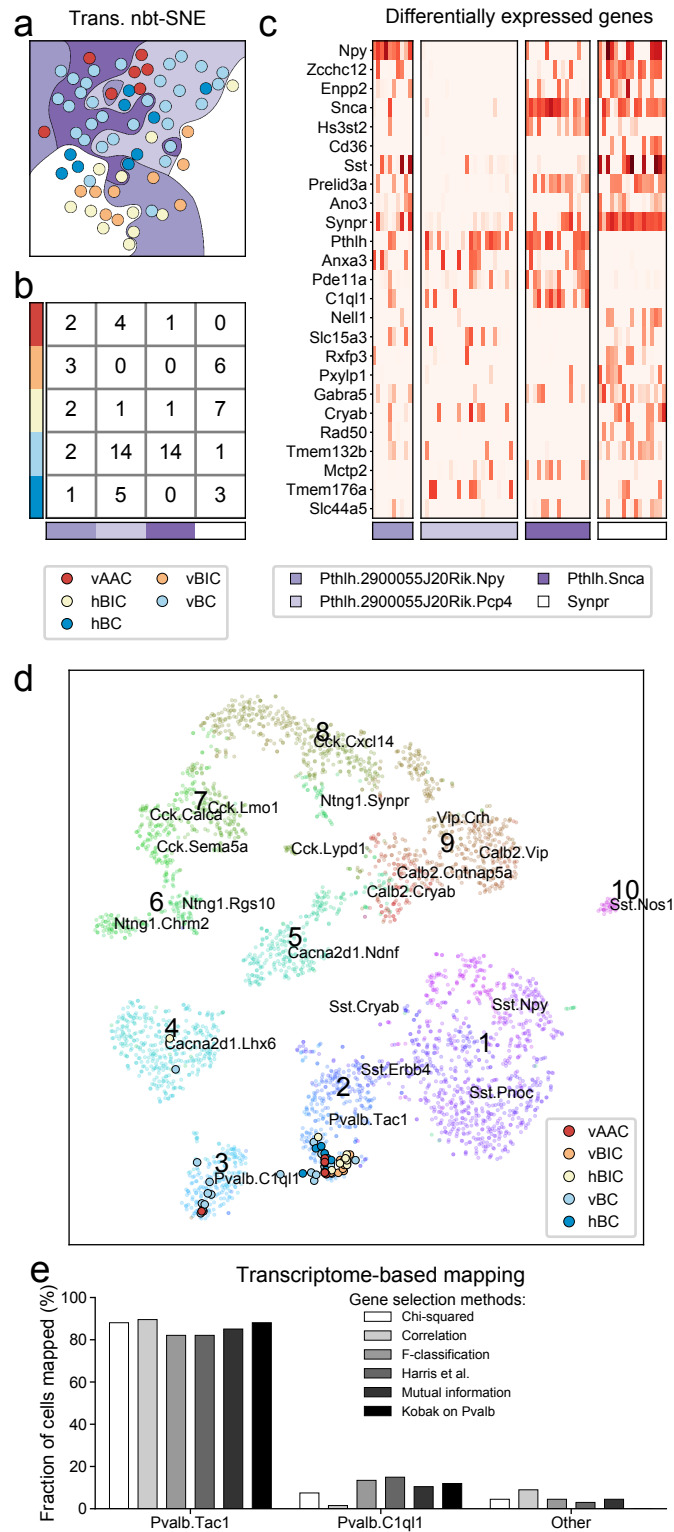 a
Trans. nbt-SNE
b
2 4 1 0
3 0 0 6
2 1 1 7
2 14 14 1
1 5 0 3
vAAC vBIC
hBIC vBC
hBC
c
Differentially expressed genes
Npy
Zcchc12
Enpp2
Snca
Hs3st2
Cd36
Sst
Prelid3a
Ano3
Synpr
Pthlh
Anxa3
Pde11a
C1ql1
Nell1
Slc15a3
Rxfp3
Pxylp1
Gabra5
Cryab
Rad50
Tmem132b
Mctp2
Tmem176a
Slc44a5
Pthlh.2900055J20Rik.Npy Pthlh.Snca
Pthlh.2900055J20Rik.Pcp4 Synpr
d
8
Cck.Cxcl14
7
Cck.Lmo1
Cck.Calca
Ntng1.Synpr
Vip.Crh
Cck.Sema5a
Cck.Lypd1
9
Calb2.Vip
Calb2.Cntnap5a
Calb2.Cryab
10
Sst.Nos1
6
Ntng1.Rgs10
Ntng1.Chrm2
5
Cacna2d1.Ndnf
Sst.Cryab
Sst.Npy
4
Cacna2d1.Lhx6
1
Sst.Erbb4
2
Sst.Pnoc
Pvalb.Tac1
3
Pvalb.C1ql1
vAAC
vBIC
hBIC
vBC
hBC
e
Transcriptome-based mapping
Fraction of cells mapped (%)
100
80
60
40
20
0
Gene selection methods:
Chi-squared
Correlation
F-classification
Harris et al.
Mutual information
Kobak on Pvalb
Pvalb.Tac1 Pvalb.C1ql1 Other